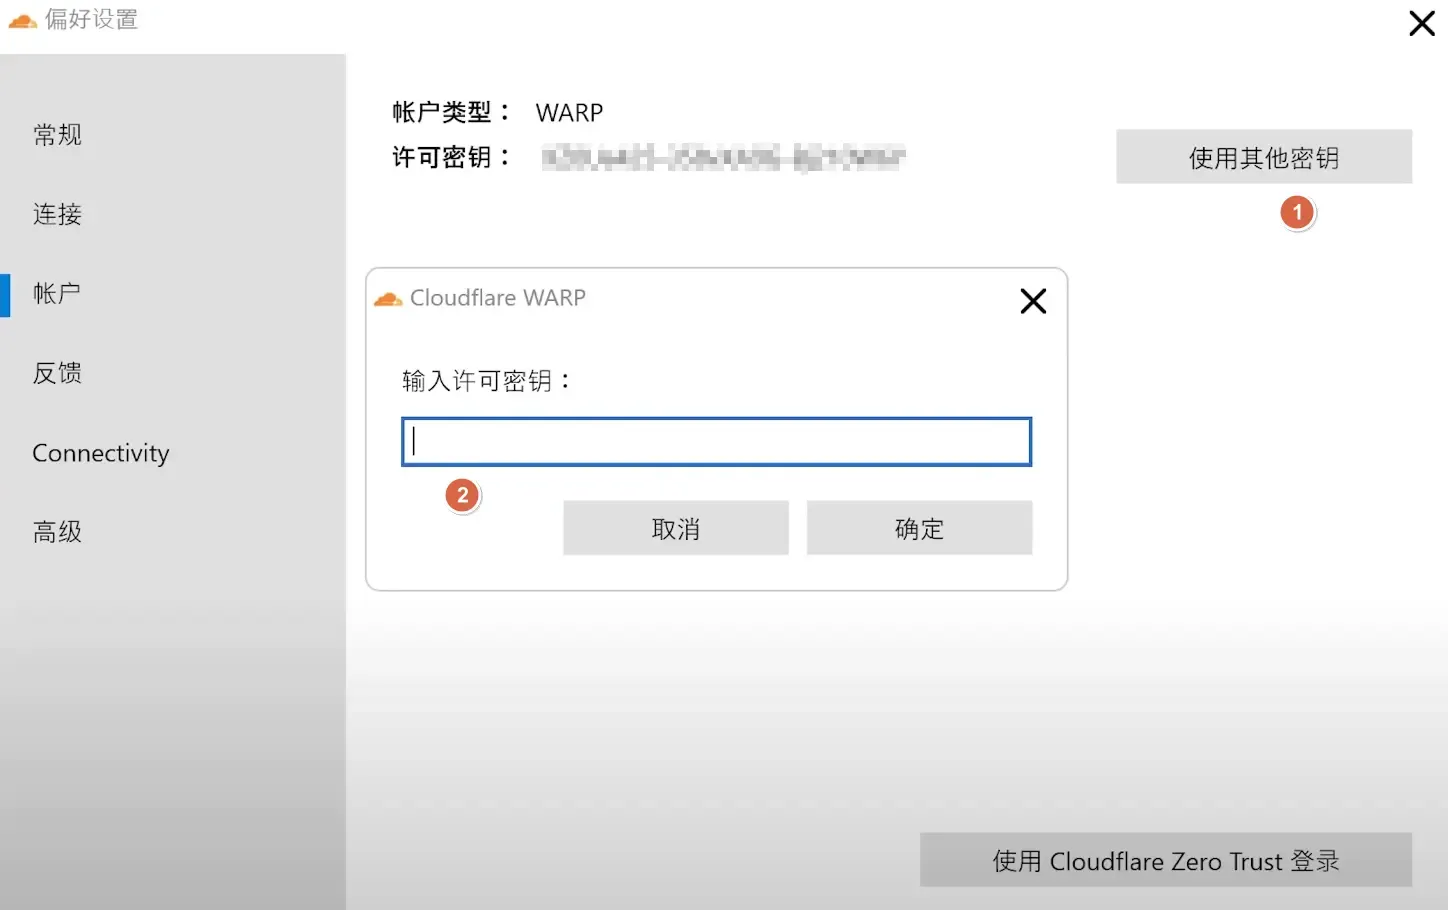 偏好设置
常规
连接
帐户
反馈
Connectivity
高级
帐户类型： WARP
许可密钥：
使用其他密钥
1
Cloudflare WARP
输入许可密钥：
2
取消
确定
使用 Cloudflare Zero Trust 登录